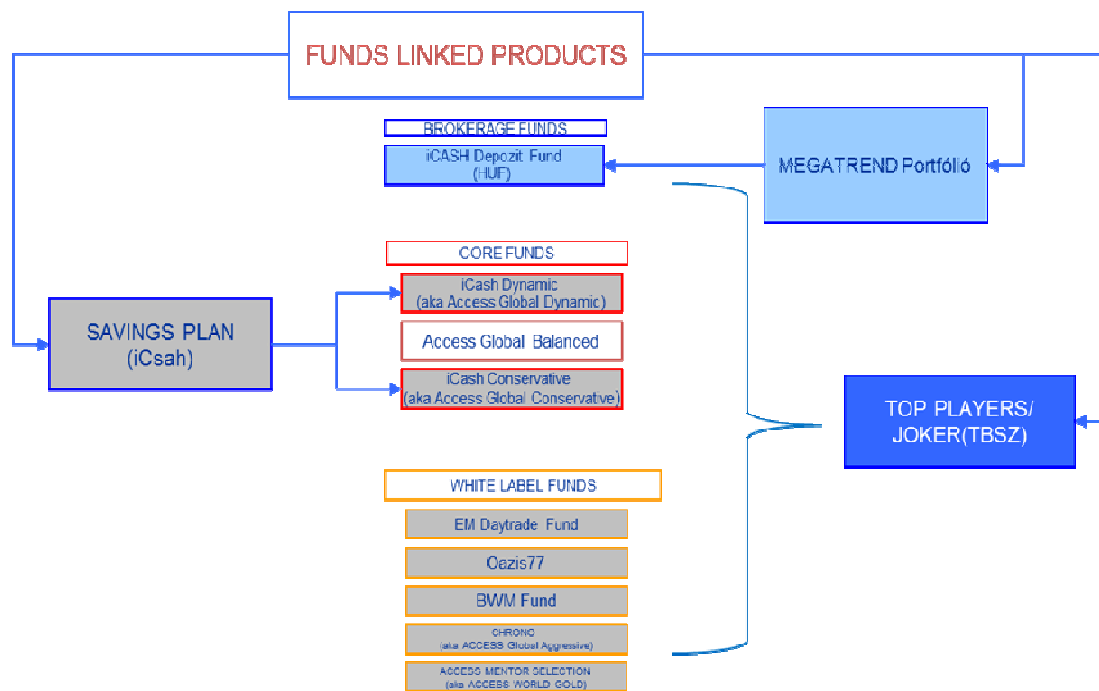 FUNDS LINKED PRODUCTS
BROKERAGE FUNDS
iCASH Depozit Fund
(HUF)
MEGATREND Portfólió
CORE FUNDS
iCash Dynamic
(aka Access Global Dynamic)
SAVINGS PLAN
(iCsah)
Access Global Balanced
iCash Conservative
(aka Access Global Conservative)
TOP PLAYERS/
JOKER(TBSZ)
WHITE LABEL FUNDS
EM Daytrade Fund
Oazis77
BWM Fund
CHRONO
(aka ACCESS Global Aggressive)
ACCESS MENTOR SELECTION
(aka ACCESS WORLD GOLD)